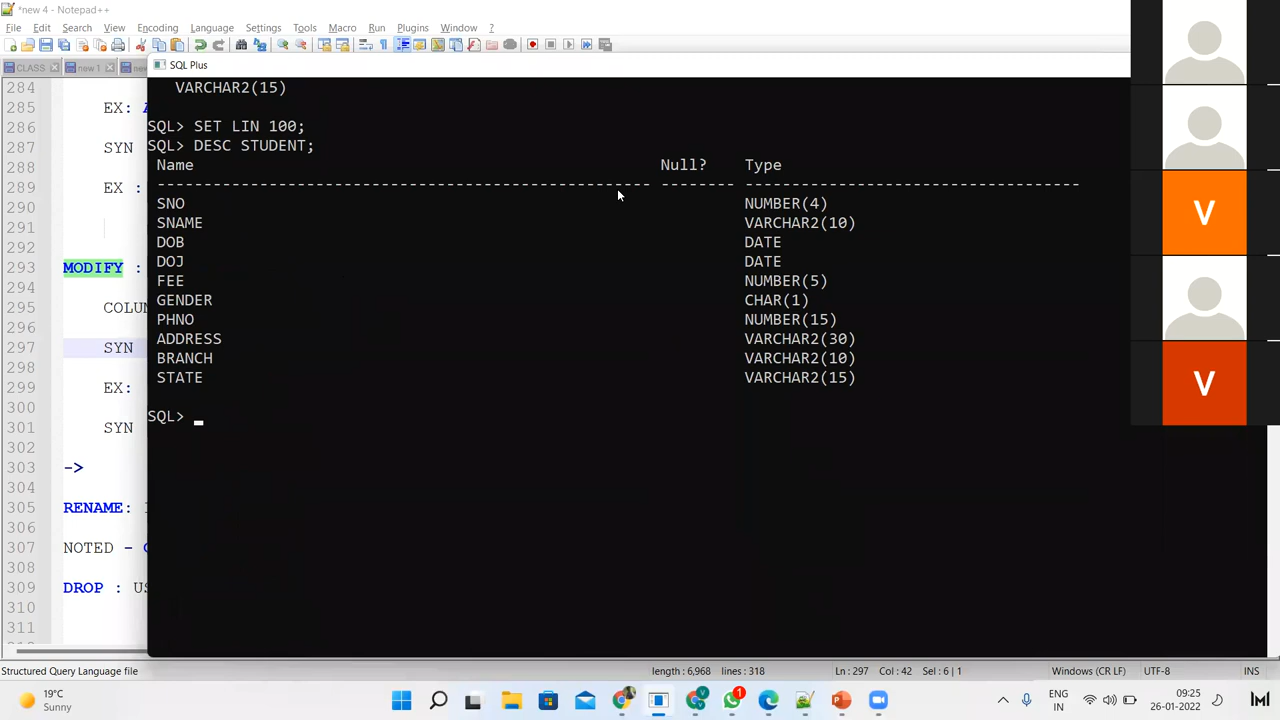 *new 4 - Notepad++
File Edit Search View Encoding Language Settings Tools Macro Run Plugins Window ?
CLASS new 1
SQL Plus
284
285 EX:
286
287 SYN
288
289 EX :
290
291
292
293 MODIFY :
294
295 COLUM
296
297 SYN
298
299 EX:
300
301 SYN
302
303 ->
304
305 RENAME:
306
307 NOTED -
308
309 DROP : US
310
311
VARCHAR2(15)
SQL> SET LIN 100;
SQL> DESC STUDENT;
Name Null? Type
----------------------------------------------------- -------- ------------------------------------
SNO NUMBER(4)
SNAME VARCHAR2(10)
DOB DATE
DOJ DATE
FEE NUMBER(5)
GENDER CHAR(1)
PHNO NUMBER(15)
ADDRESS VARCHAR2(30)
BRANCH VARCHAR2(10)
STATE VARCHAR2(15)
SQL> _
V
V
Structured Query Language file length : 6,968 lines : 318 Ln : 297 Col : 42 Sel : 6 | 1 Windows (CR LF) UTF-8 INS
19°C
Sunny
1
ENG
IN
09:25
26-01-2022